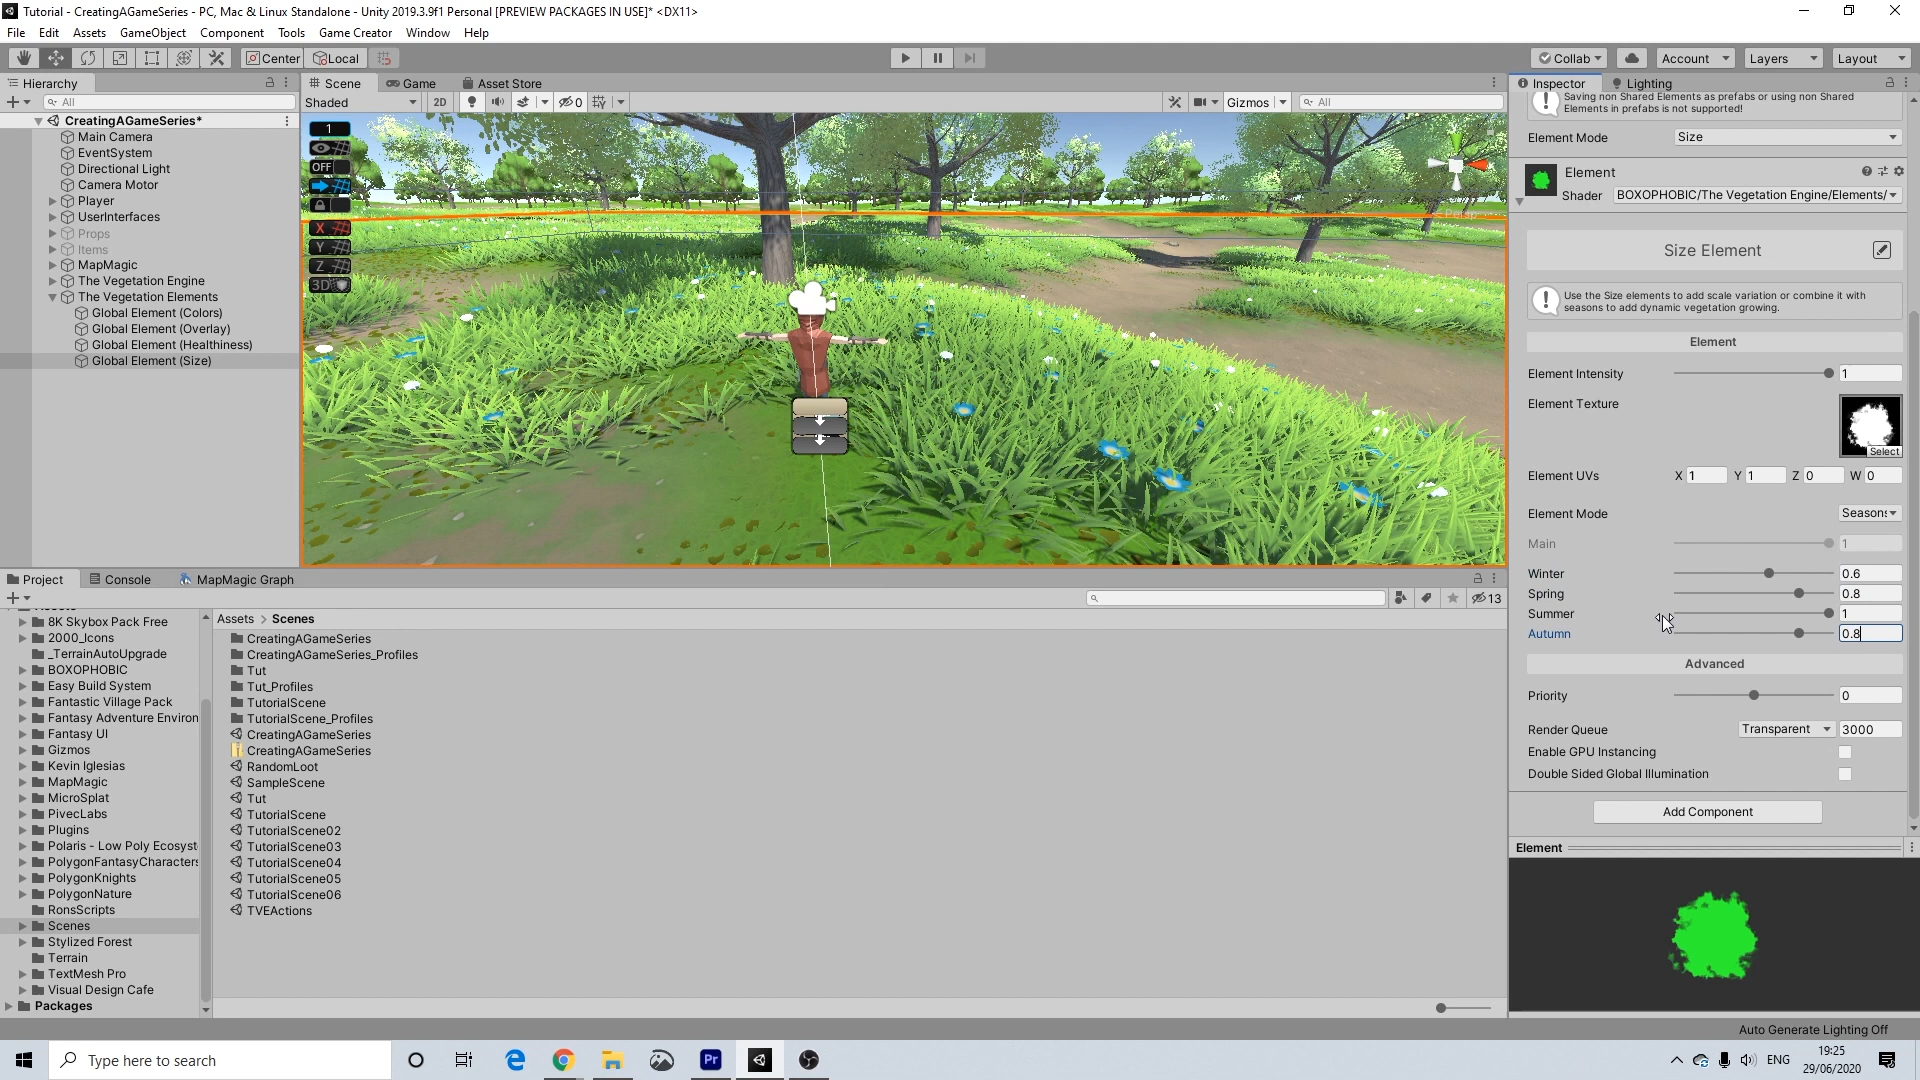 Tutorial - CreatingAGameSeries - PC, Mac & Linux Standalone - Unity 2019.3.9f1 Personal [PREVIEW PACKAGES IN USE]* <DX11>
File Edit Assets GameObject Component Tools Game Creator Window Help
Center Local Collab Account Layers Layout
Hierarchy Scene Game Asset Store Inspector Lighting
All Shaded 2D 0 Gizmos All
CreatingAGameSeries*
Main Camera
EventSystem
Directional Light
Camera Motor
Player
UserInterfaces
Props
Items
MapMagic
The Vegetation Engine
The Vegetation Elements
Global Element (Colors)
Global Element (Overlay)
Global Element (Healthiness)
Global Element (Size)
1
OFF
X
Y
Z
3D
Saving non Shared Elements as prefabs or using non Shared
Elements in prefabs is not supported!
Element Mode Size
Element
Shader BOXOPHOBIC/The Vegetation Engine/Elements/
Size Element
Use the Size elements to add scale variation or combine it with
seasons to add dynamic vegetation growing.
Element
Element Intensity 1
Element Texture
Select
Element UVs X 1 Y 1 Z 0 W 0
Element Mode Seasons
Main 1
Winter 0.6
Spring 0.8
Summer 1
Autumn 0.8
Advanced
Priority 0
Render Queue Transparent 3000
Enable GPU Instancing
Double Sided Global Illumination
Add Component
Element
Project Console MapMagic Graph
13
Assets
8K Skybox Pack Free
2000_Icons
_TerrainAutoUpgrade
BOXOPHOBIC
Easy Build System
Fantastic Village Pack
Fantasy Adventure Environ
Fantasy UI
Gizmos
Kevin Iglesias
MapMagic
MicroSplat
PivecLabs
Plugins
Polaris - Low Poly Ecosyst
PolygonFantasyCharacters
PolygonKnights
PolygonNature
RonsScripts
Scenes
Stylized Forest
Terrain
TextMesh Pro
Visual Design Cafe
Packages
Assets > Scenes
CreatingAGameSeries
CreatingAGameSeries_Profiles
Tut
Tut_Profiles
TutorialScene
TutorialScene_Profiles
CreatingAGameSeries
CreatingAGameSeries
RandomLoot
SampleScene
Tut
TutorialScene
TutorialScene02
TutorialScene03
TutorialScene04
TutorialScene05
TutorialScene06
TVEActions
Auto Generate Lighting Off
Type here to search
Pr
ENG
19:25
29/06/2020